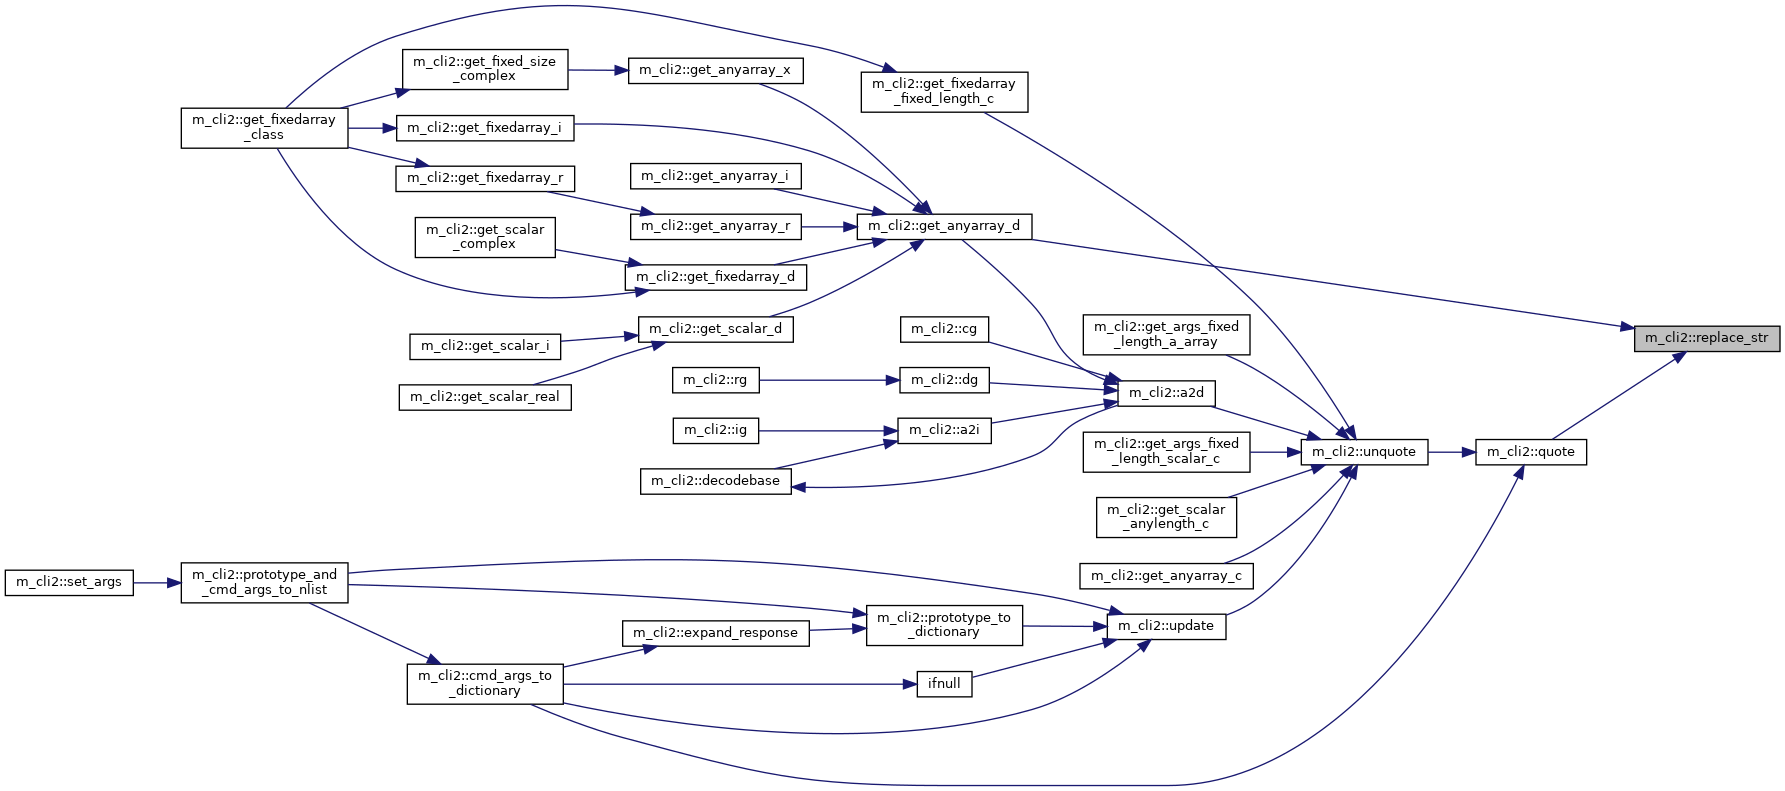 m_cli2::get_fixed_size
_complex
m_cli2::get_anyarray_x
m_cli2::get_fixedarray
_fixed_length_c
m_cli2::get_fixedarray
_class
m_cli2::get_fixedarray_i
m_cli2::get_fixedarray_r
m_cli2::get_anyarray_i
m_cli2::get_anyarray_r
m_cli2::get_anyarray_d
m_cli2::get_scalar
_complex
m_cli2::get_fixedarray_d
m_cli2::get_scalar_d
m_cli2::get_scalar_i
m_cli2::get_scalar_real
m_cli2::cg
m_cli2::get_args_fixed
_length_a_array
m_cli2::replace_str
m_cli2::rg
m_cli2::dg
m_cli2::a2d
m_cli2::ig
m_cli2::a2i
m_cli2::get_args_fixed
_length_scalar_c
m_cli2::unquote
m_cli2::quote
m_cli2::decodebase
m_cli2::get_scalar
_anylength_c
m_cli2::get_anyarray_c
m_cli2::set_args
m_cli2::prototype_and
_cmd_args_to_nlist
m_cli2::prototype_to
_dictionary
m_cli2::update
m_cli2::expand_response
m_cli2::cmd_args_to
_dictionary
ifnull